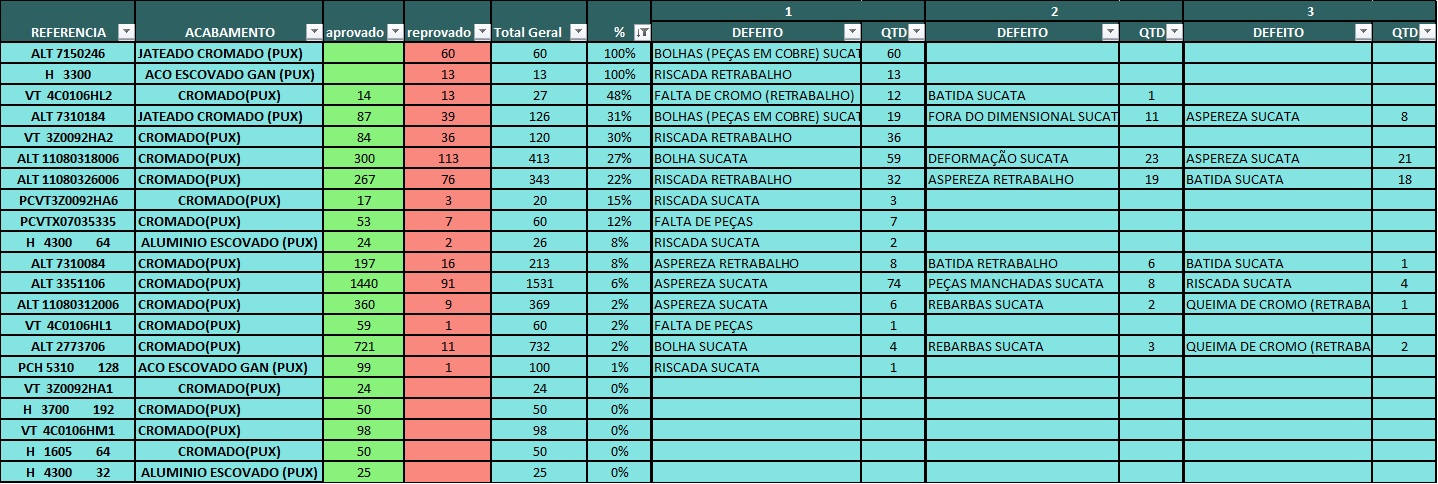 1 2 3
REFERENCIA ACABAMENTO aprovado reprovado Total Geral % DEFEITO QTD DEFEITO QTD DEFEITO QTD
ALT 7150246 JATEADO CROMADO (PUX) 60 60 100% BOLHAS (PEÇAS EM COBRE) SUCAT 60
H 3300 ACO ESCOVADO GAN (PUX) 13 13 100% RISCADA RETRABALHO 13
VT 4C0106HL2 CROMADO(PUX) 14 13 27 48% FALTA DE CROMO (RETRABALHO) 12 BATIDA SUCATA 1
ALT 7310184 JATEADO CROMADO (PUX) 87 39 126 31% BOLHAS (PEÇAS EM COBRE) SUCAT 19 FORA DO DIMENSIONAL SUCAT 11 ASPEREZA SUCATA 8
VT 3Z0092HA2 CROMADO(PUX) 84 36 120 30% RISCADA RETRABALHO 36
ALT 11080318006 CROMADO(PUX) 300 113 413 27% BOLHA SUCATA 59 DEFORMAÇÃO SUCATA 23 ASPEREZA SUCATA 21
ALT 11080326006 CROMADO(PUX) 267 76 343 22% RISCADA RETRABALHO 32 ASPEREZA RETRABALHO 19 BATIDA SUCATA 18
PCVT3Z0092HA6 CROMADO(PUX) 17 3 20 15% RISCADA SUCATA 3
PCVTX07035335 CROMADO(PUX) 53 7 60 12% FALTA DE PEÇAS 7
H 4300 64 ALUMINIO ESCOVADO (PUX) 24 2 26 8% RISCADA SUCATA 2
ALT 7310084 CROMADO(PUX) 197 16 213 8% ASPEREZA RETRABALHO 8 BATIDA RETRABALHO 6 BATIDA SUCATA 1
ALT 3351106 CROMADO(PUX) 1440 91 1531 6% ASPEREZA SUCATA 74 PEÇAS MANCHADAS SUCATA 8 RISCADA SUCATA 4
ALT 11080312006 CROMADO(PUX) 360 9 369 2% ASPEREZA SUCATA 6 REBARBAS SUCATA 2 QUEIMA DE CROMO (RETRABA 1
VT 4C0106HL1 CROMADO(PUX) 59 1 60 2% FALTA DE PEÇAS 1
ALT 2773706 CROMADO(PUX) 721 11 732 2% BOLHA SUCATA 4 REBARBAS SUCATA 3 QUEIMA DE CROMO (RETRABA 2
PCH 5310 128 ACO ESCOVADO GAN (PUX) 99 1 100 1% RISCADA SUCATA 1
VT 3Z0092HA1 CROMADO(PUX) 24 24 0%
H 3700 192 CROMADO(PUX) 50 50 0%
VT 4C0106HM1 CROMADO(PUX) 98 98 0%
H 1605 64 CROMADO(PUX) 50 50 0%
H 4300 32 ALUMINIO ESCOVADO (PUX) 25 25 0%